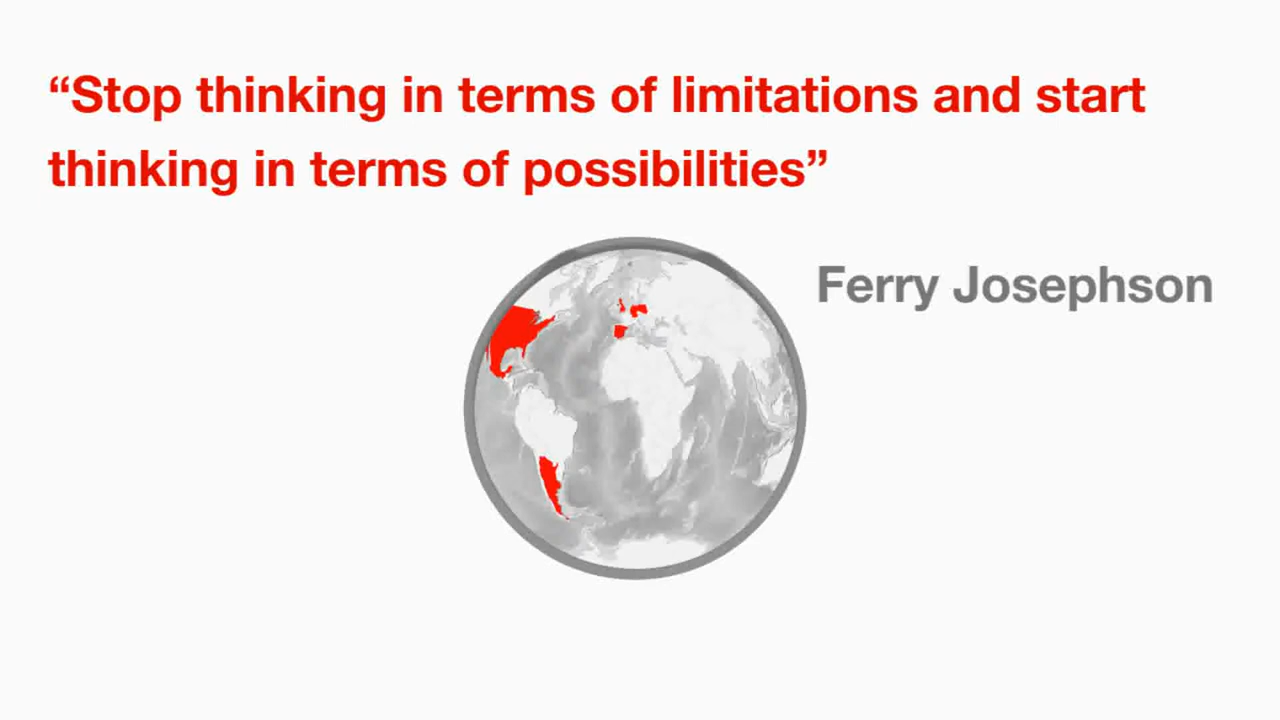 “Stop thinking in terms of limitations and start
thinking in terms of possibilities”
Ferry Josephson